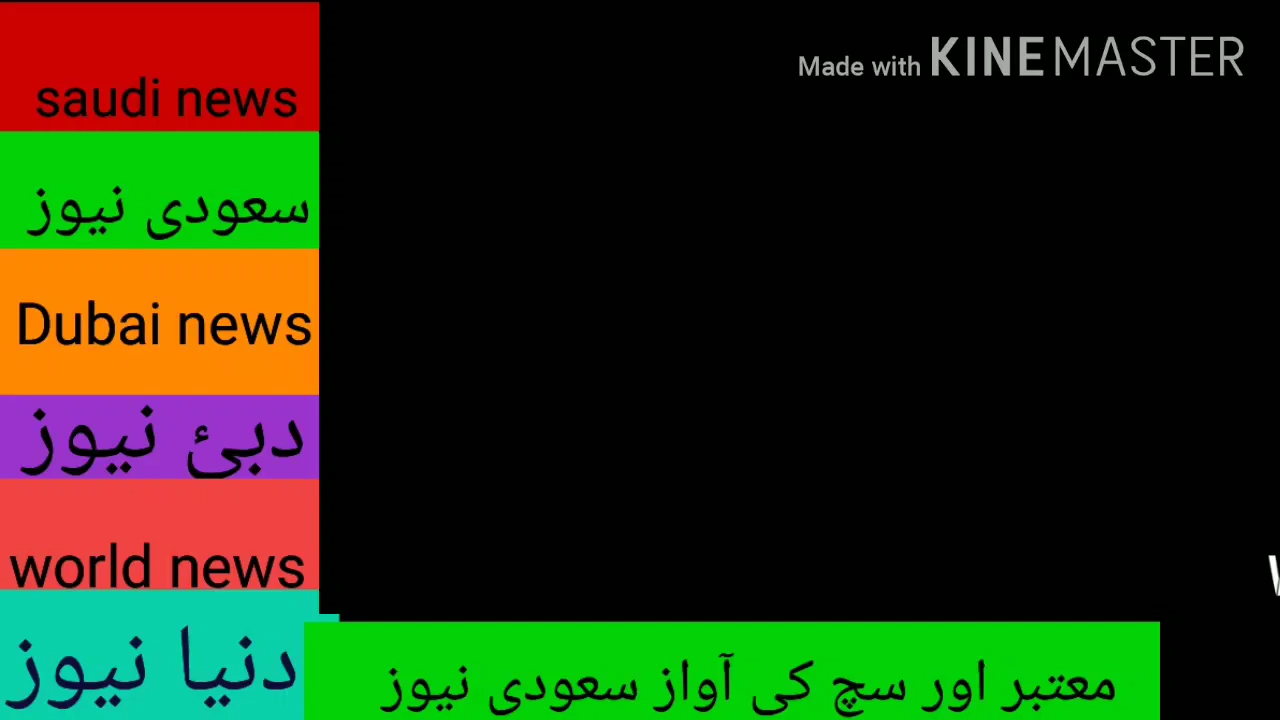 Made with KINEMASTER
saudi news
سعودی نیوز
Dubai news
دبئ نیوز
world news
دنیا نیوز
معتبر اور سچ کی آواز سعودی نیوز